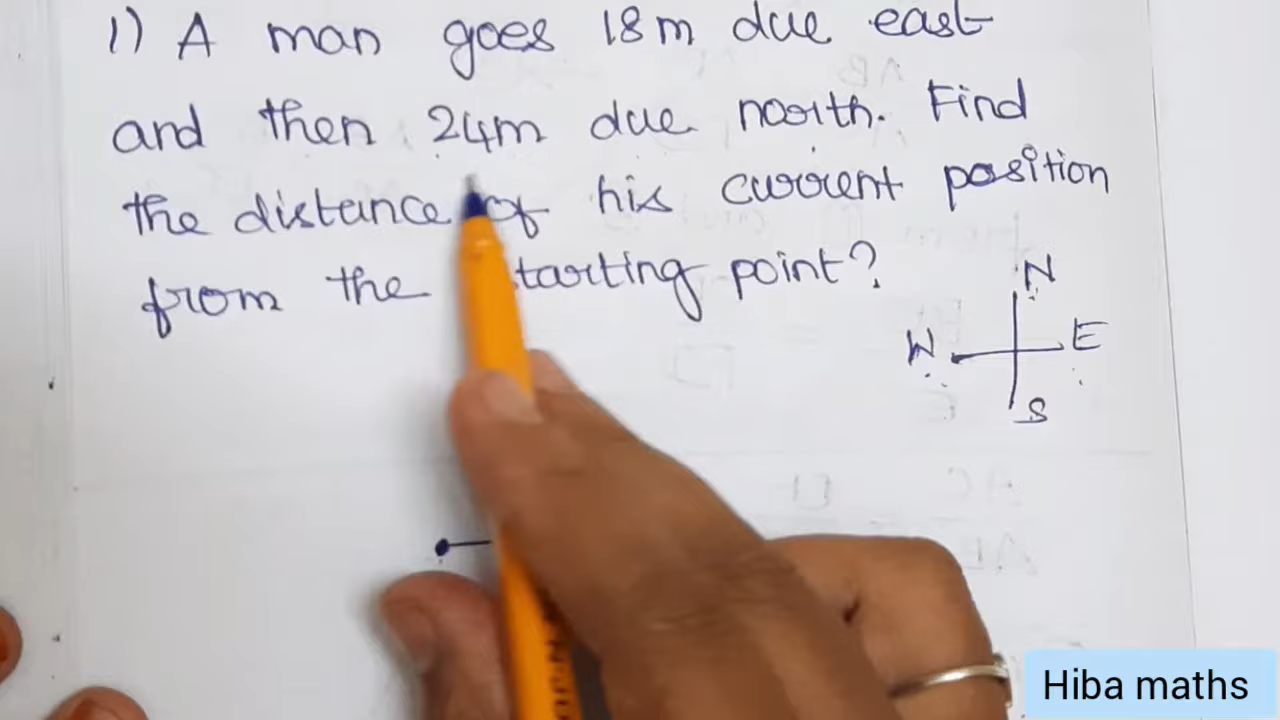 1) A man goes 18m due east
and then 24m due north. Find
the distance of his current position
from the starting point?
N
W E
S
Hiba maths